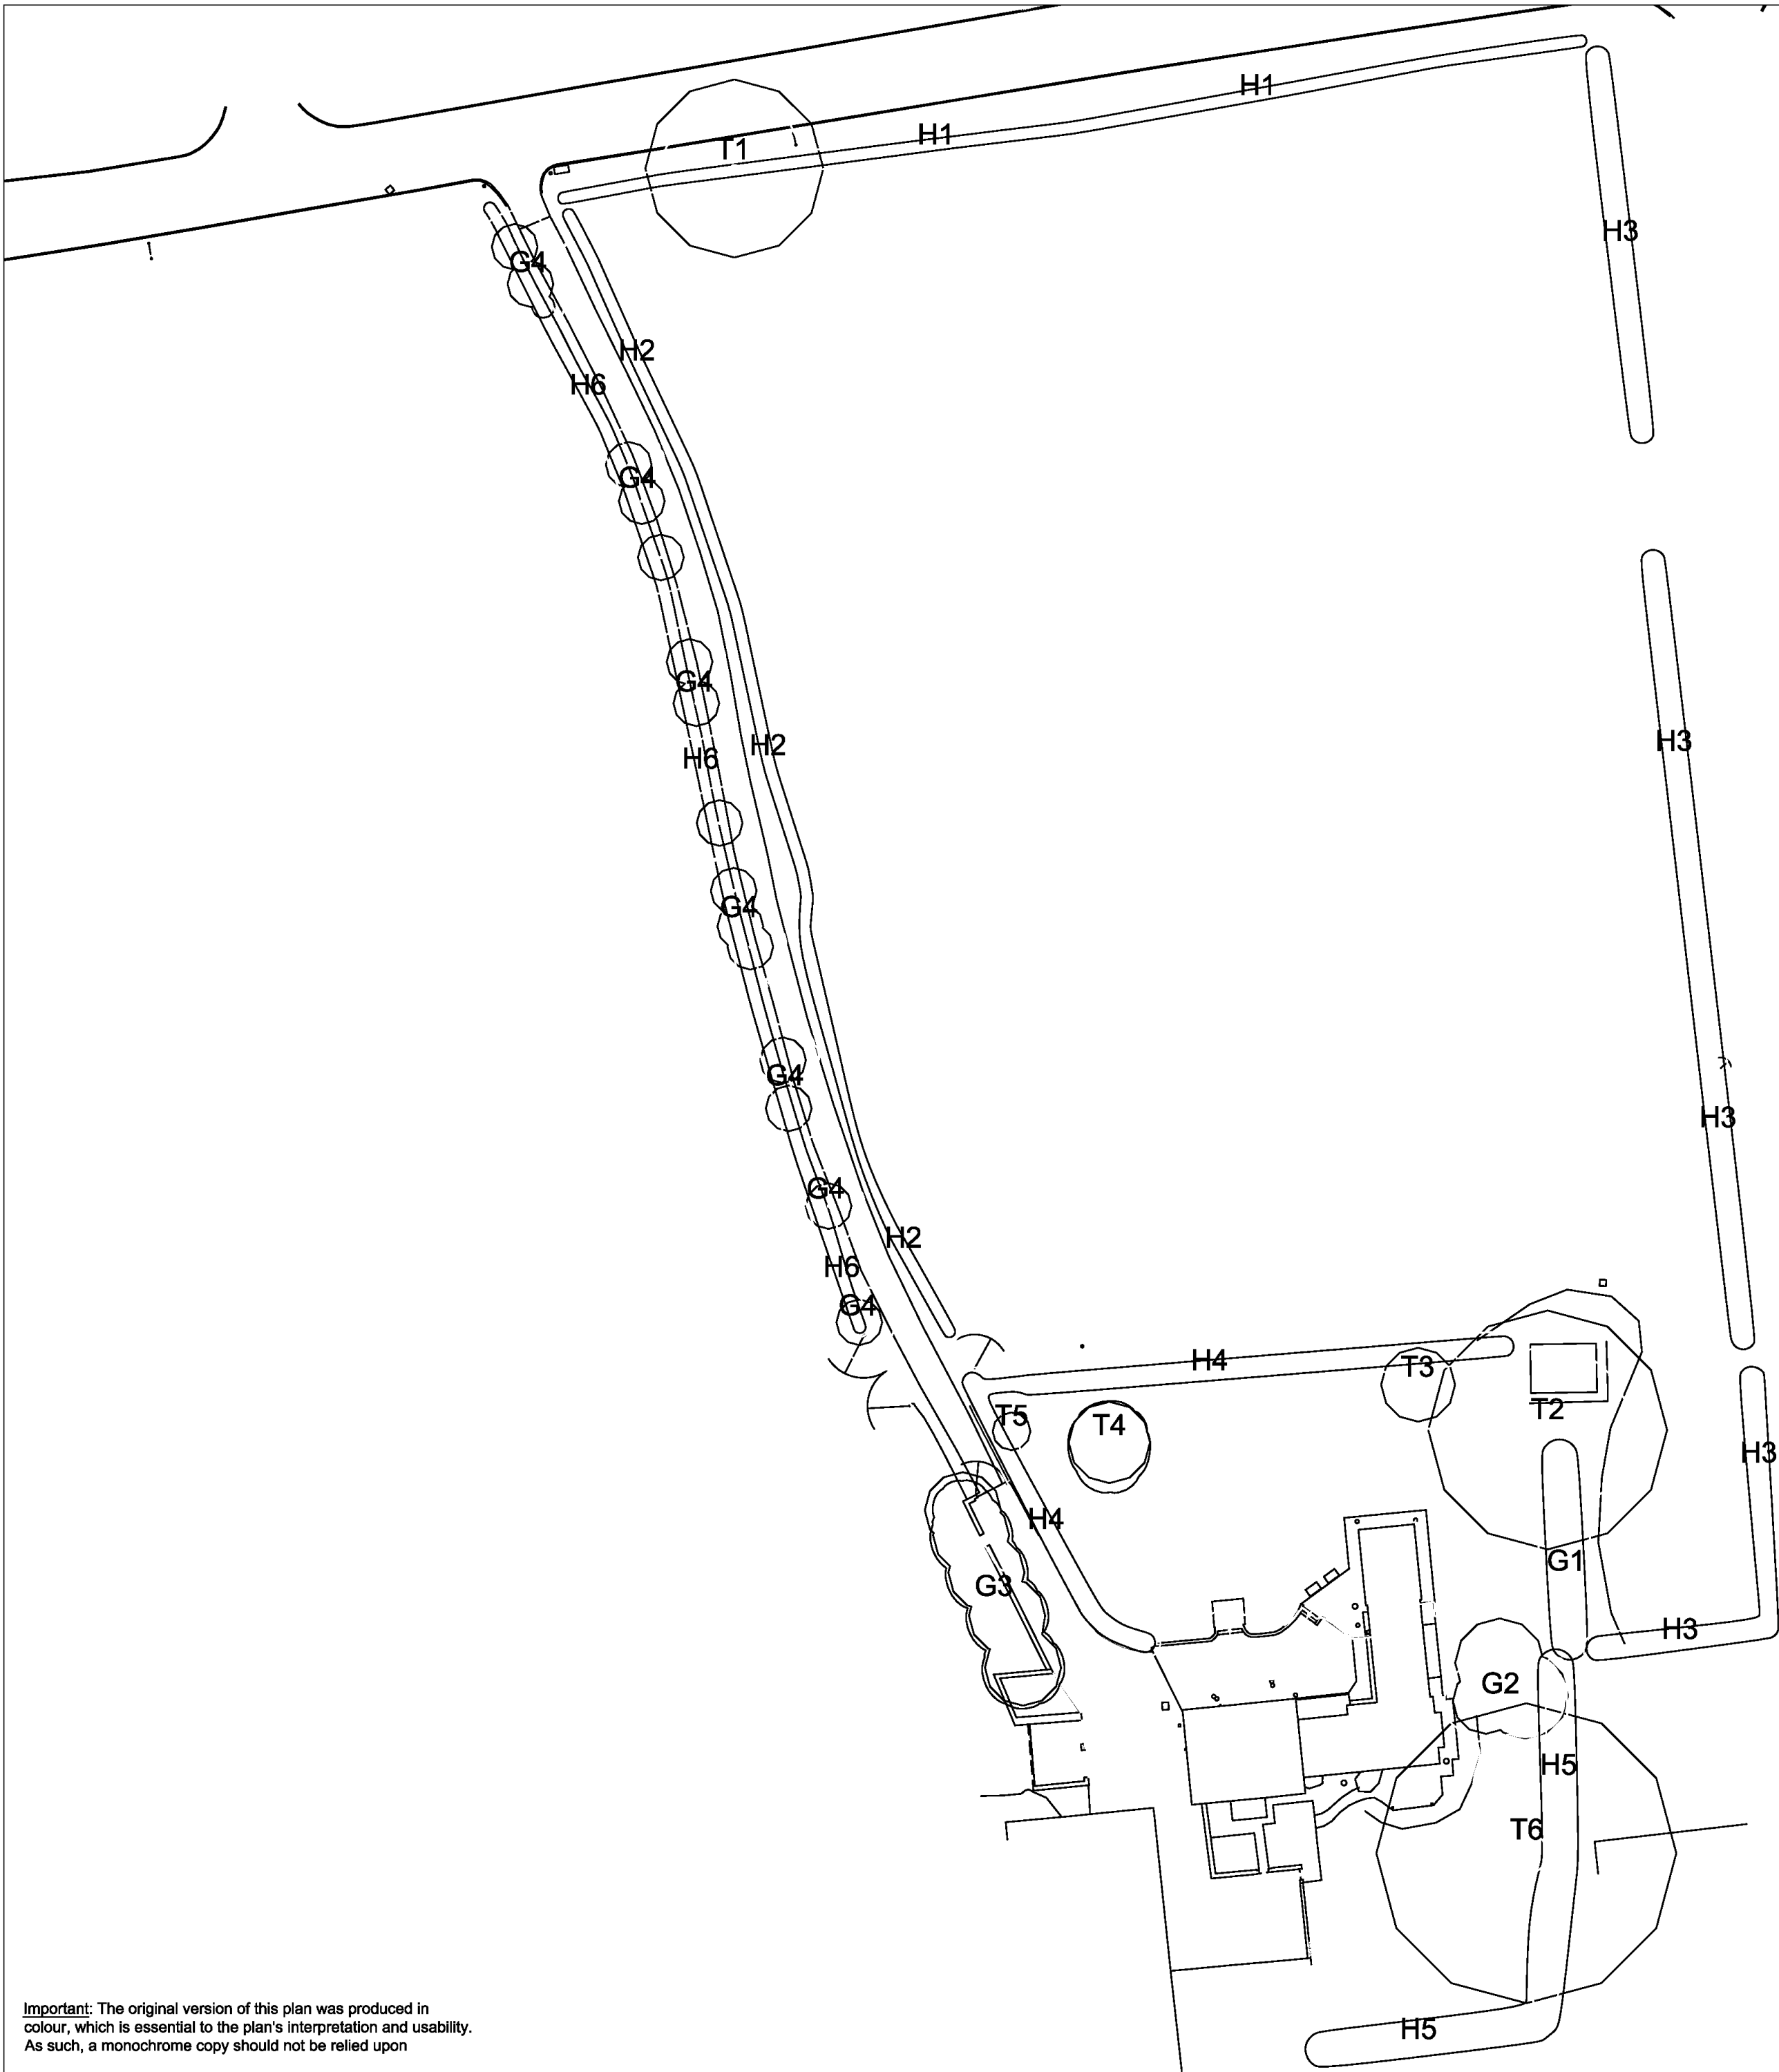 H1
H1
T1
H3
G4
H2
H6
G4
G4
H3
H2
H6
G4
G4
H3
G4
H2
H6
G4
H4
T3
T2
T5
T4
H3
H4
G1
G3
H3
G2
H5
T6
H5
Important: The original version of this plan was produced in
colour, which is essential to the plan's interpretation and usability.
As such, a monochrome copy should not be relied upon